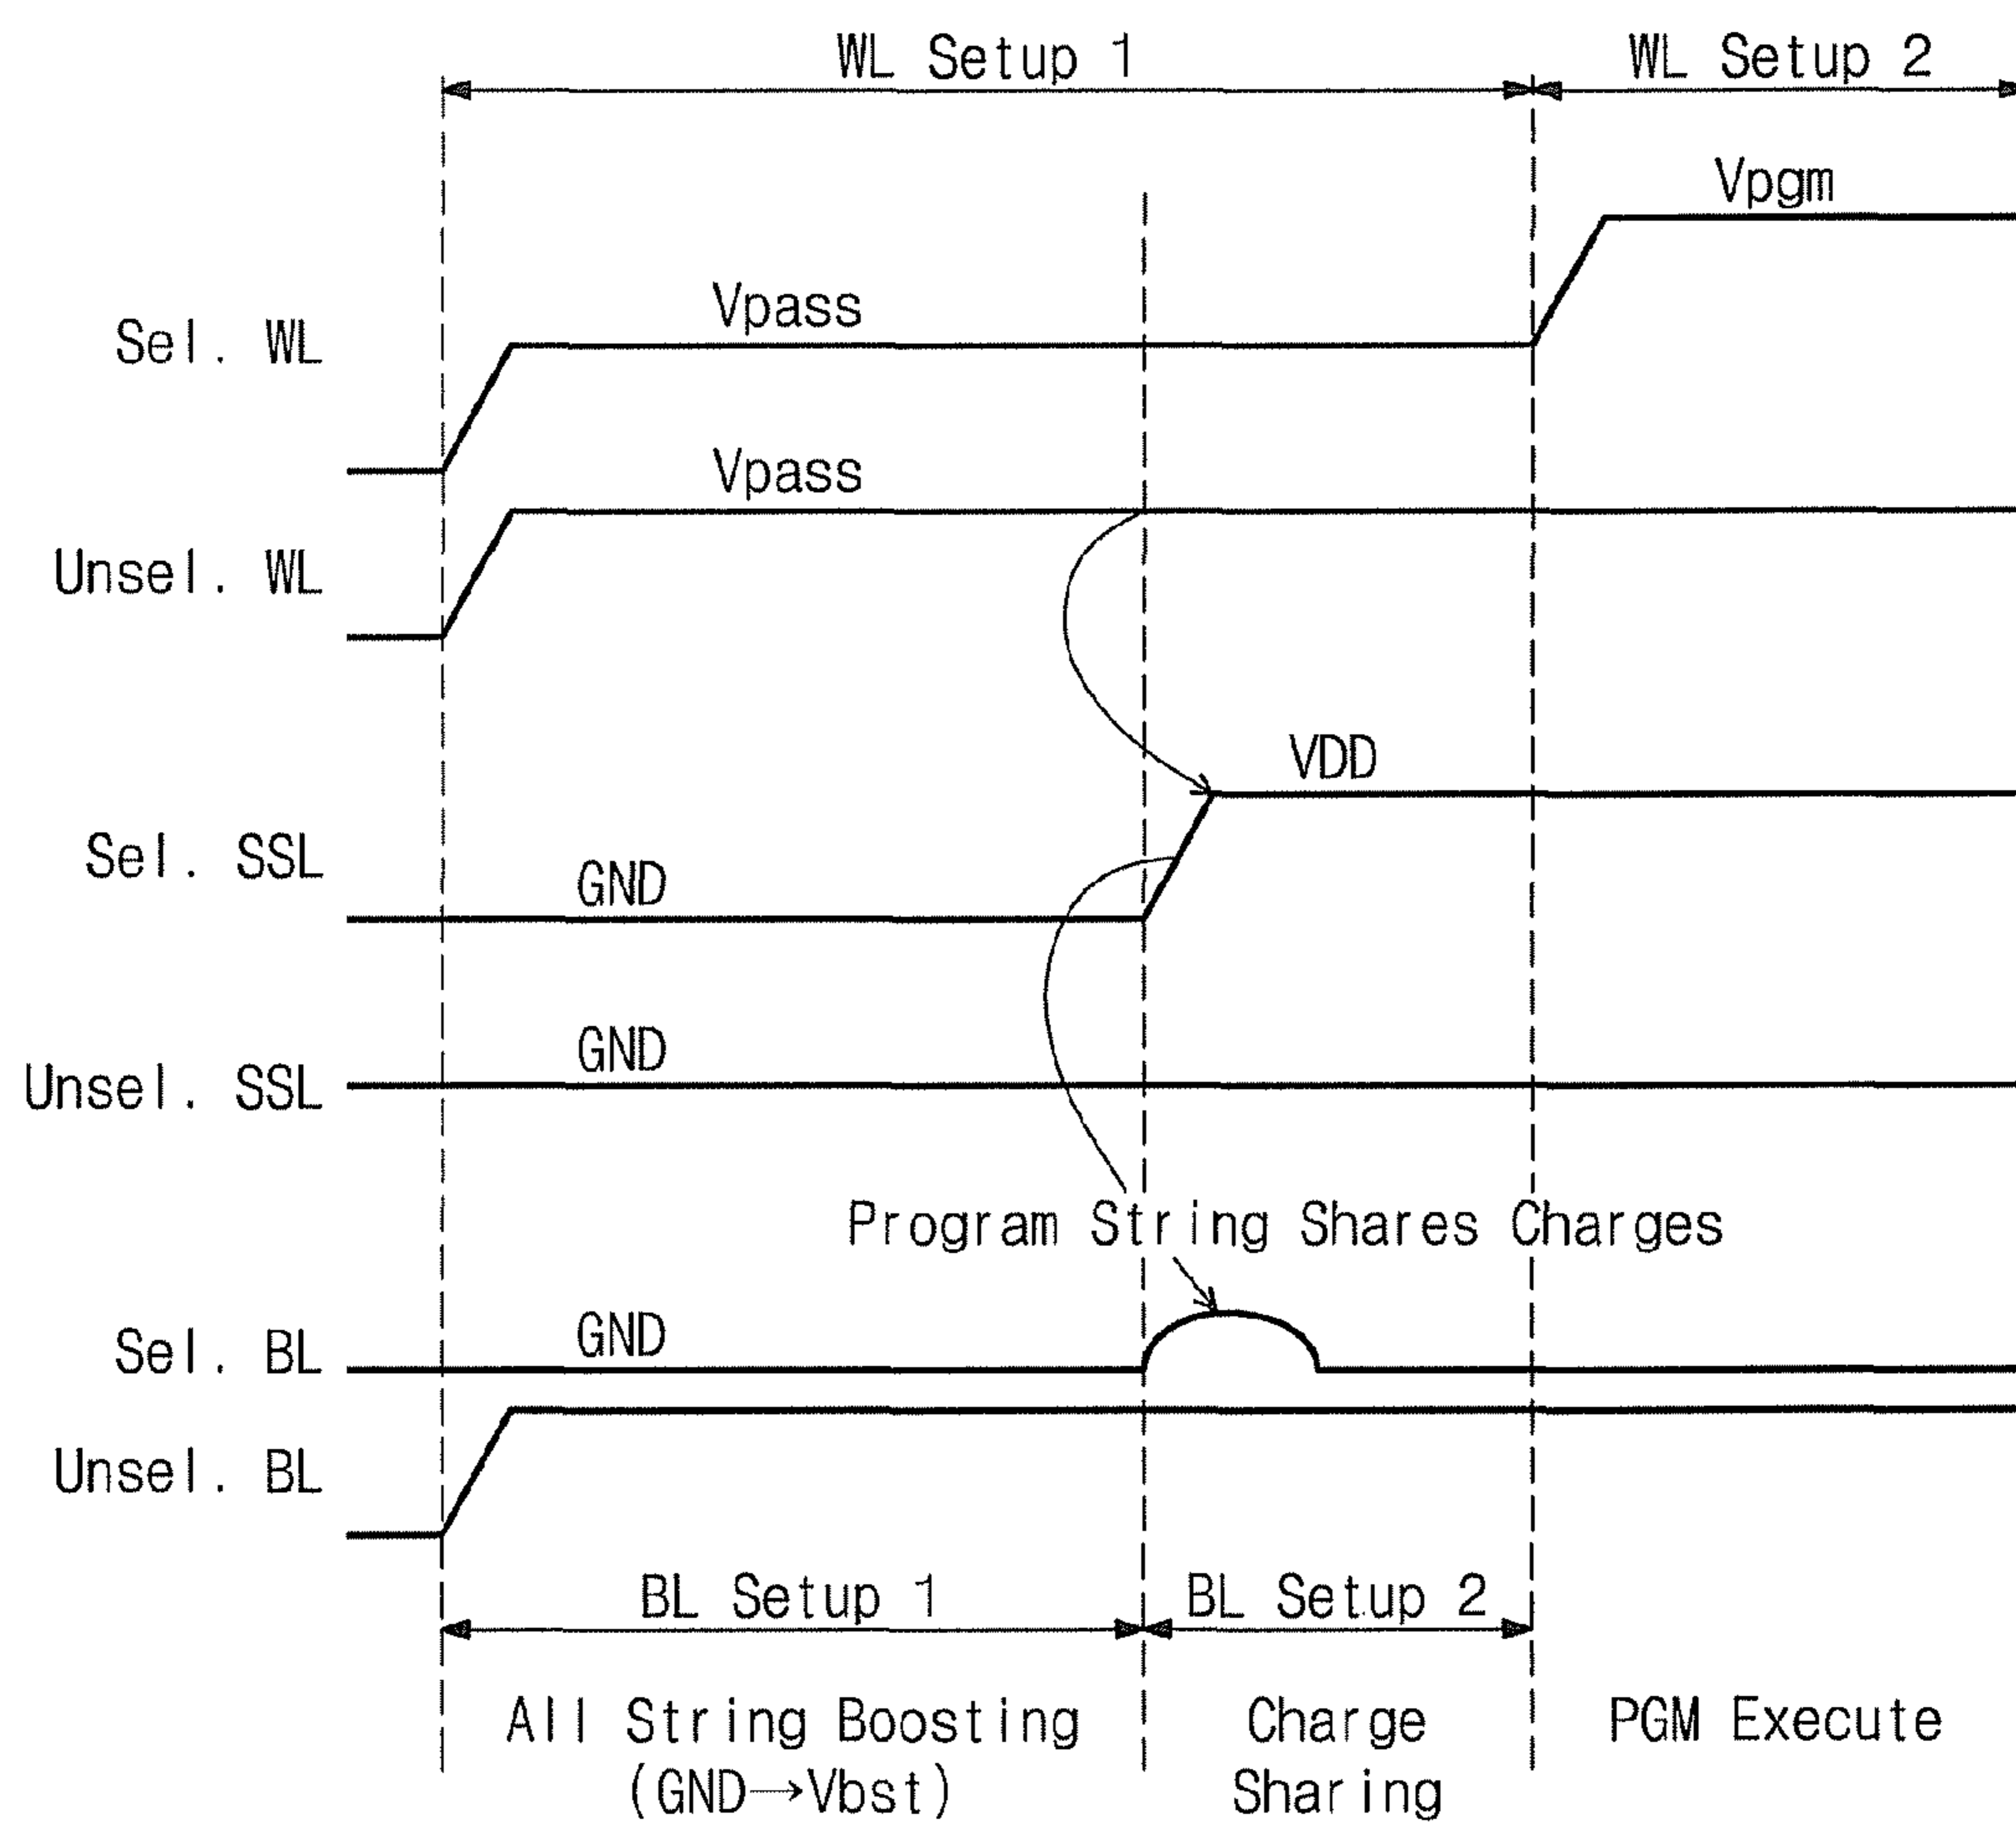 WL Setup 1
WL Setup 2
Vpgm
Vpass
Sel. WL
Vpass
Unsel. WL
VDD
Sel. SSL
GND
GND
Unsel. SSL
Program String Shares Charges
GND
Sel. BL
Unsel. BL
BL Setup 1
BL Setup 2
All String Boosting
(GND→Vbst)
Charge
Sharing
PGM Execute